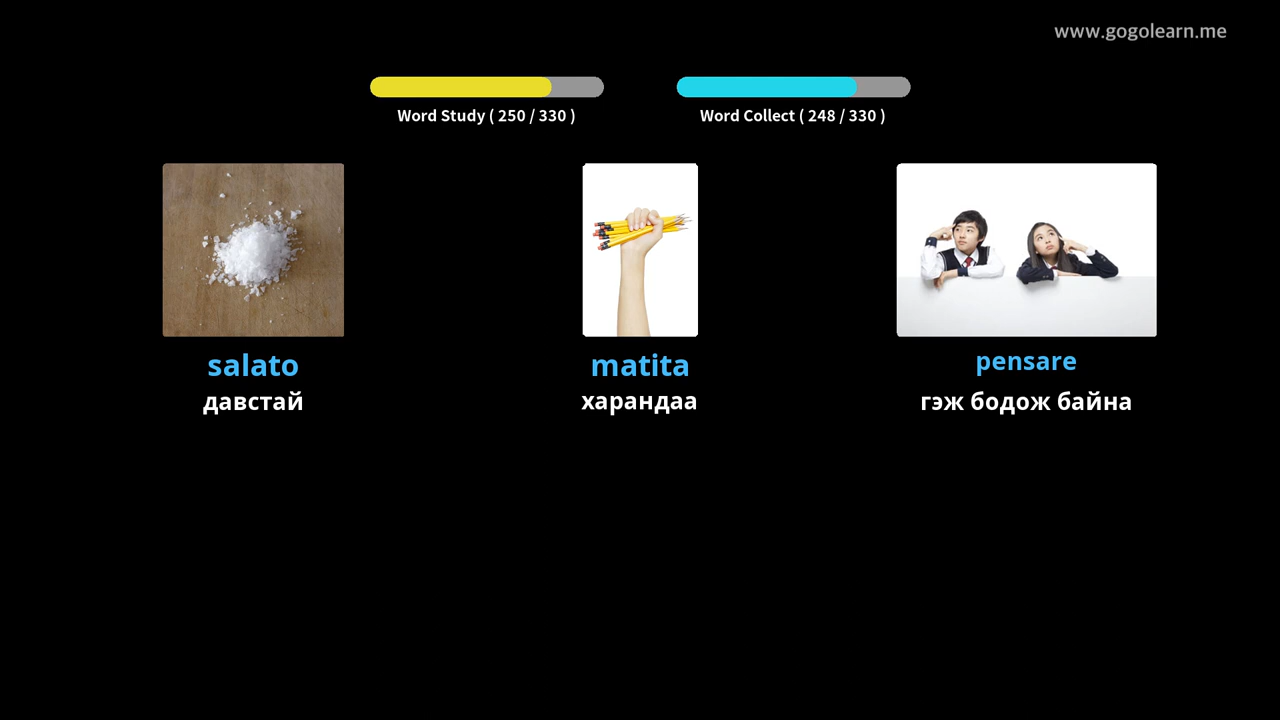 www.gogolearn.me
Word Study ( 250 / 330 )
Word Collect ( 248 / 330 )
salato
давстай
matita
харандаа
pensare
гэж бодож байна